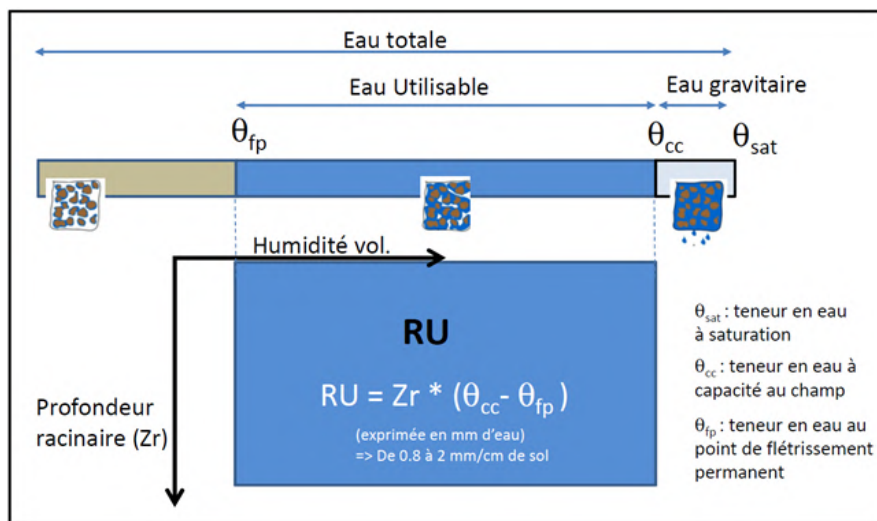 Eau totale
Eau Utilisable
Eau gravitaire
θfp
θcc
θsat
Humidité vol.
RU
RU = Zr * (θcc- θfp)
(exprimée en mm d'eau)
=> De 0.8 à 2 mm/cm de sol
Profondeur
racinaire (Zr)
θsat : teneur en eau
à saturation
θcc : teneur en eau à
capacité au champ
θfp : teneur en eau au
point de flétrissement
permanent